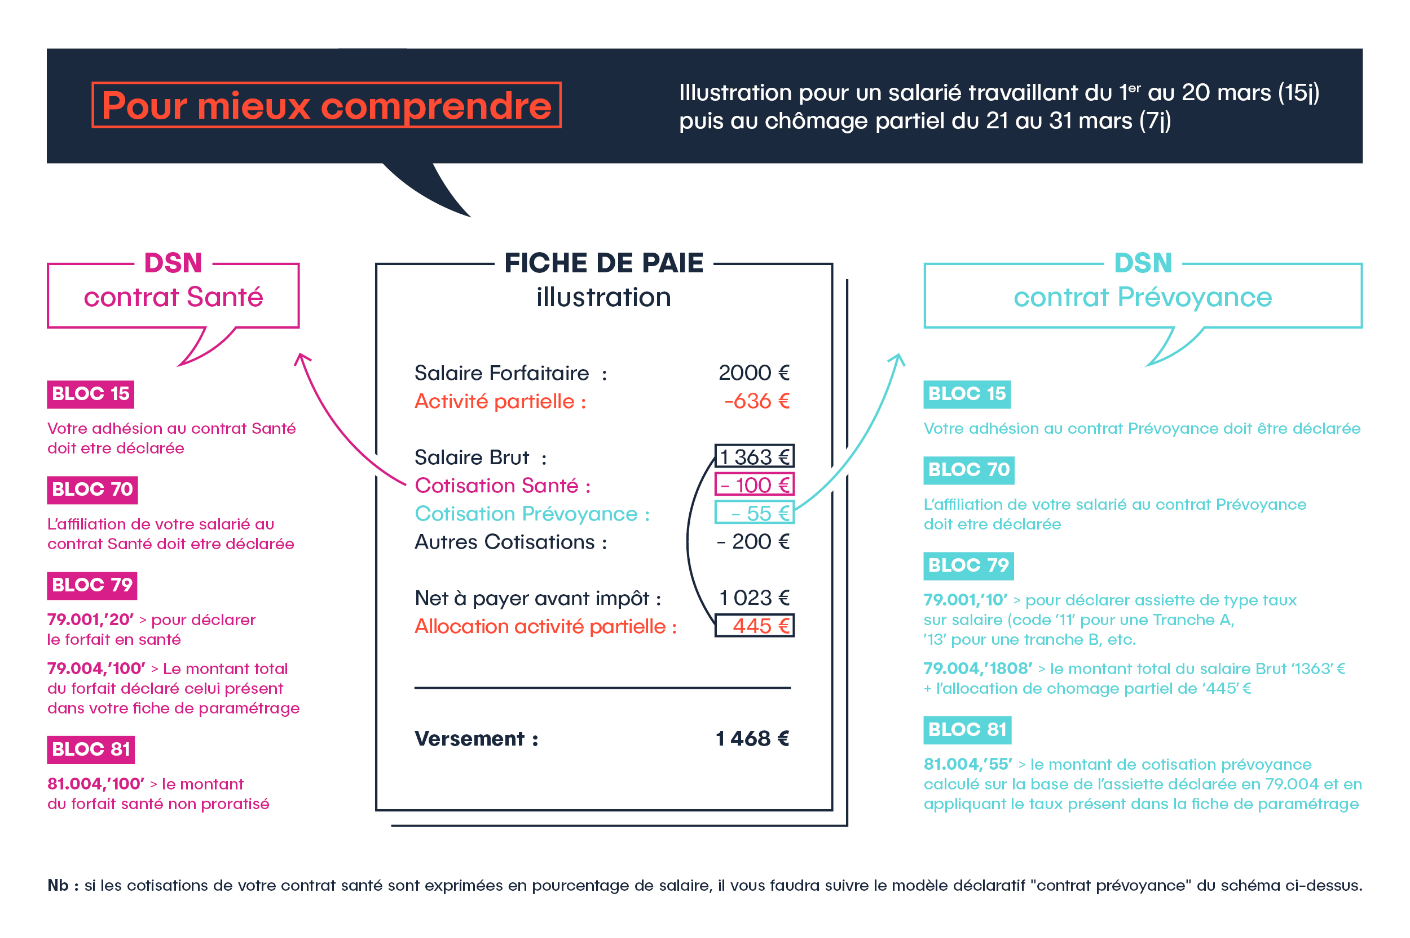 Pour mieux comprendre
Illustration pour un salarié travaillant du 1er au 20 mars (15j)
puis au chômage partiel du 21 au 31 mars (7j)
DSN
contrat Santé
BLOC 15
Votre adhésion au contrat Santé
doit etre déclarée
BLOC 70
L'affiliation de votre salarié au
contrat Santé doit etre déclarée
BLOC 79
79.001,'20' > pour déclarer
le forfait en santé
79.004,'100' > Le montant total
du forfait déclaré celui présent
dans votre fiche de paramétrage
BLOC 81
81.004,'100' > le montant
du forfait santé non proratisé
FICHE DE PAIE
illustration
Salaire Forfaitaire : 2000 €
Activité partielle : -636 €
Salaire Brut : 1 363 €
Cotisation Santé : - 100 €
Cotisation Prévoyance : - 55 €
Autres Cotisations : - 200 €
Net à payer avant impôt : 1 023 €
Allocation activité partielle : 445 €
Versement : 1 468 €
DSN
contrat Prévoyance
BLOC 15
Votre adhésion au contrat Prévoyance doit être déclarée
BLOC 70
L'affiliation de votre salarié au contrat Prévoyance
doit etre déclarée
BLOC 79
79.001,'10' > pour déclarer assiette de type taux
sur salaire (code '11' pour une Tranche A,
'13' pour une tranche B, etc.
79.004,'1808' > le montant total du salaire Brut '1363' €
+ l'allocation de chomage partiel de '445' €
BLOC 81
81.004,'55' > le montant de cotisation prévoyance
calculé sur la base de l'assiette déclarée en 79.004 et en
appliquant le taux présent dans la fiche de paramétrage
Nb : si les cotisations de votre contrat santé sont exprimées en pourcentage de salaire, il vous faudra suivre le modèle déclaratif "contrat prévoyance" du schéma ci-dessus.